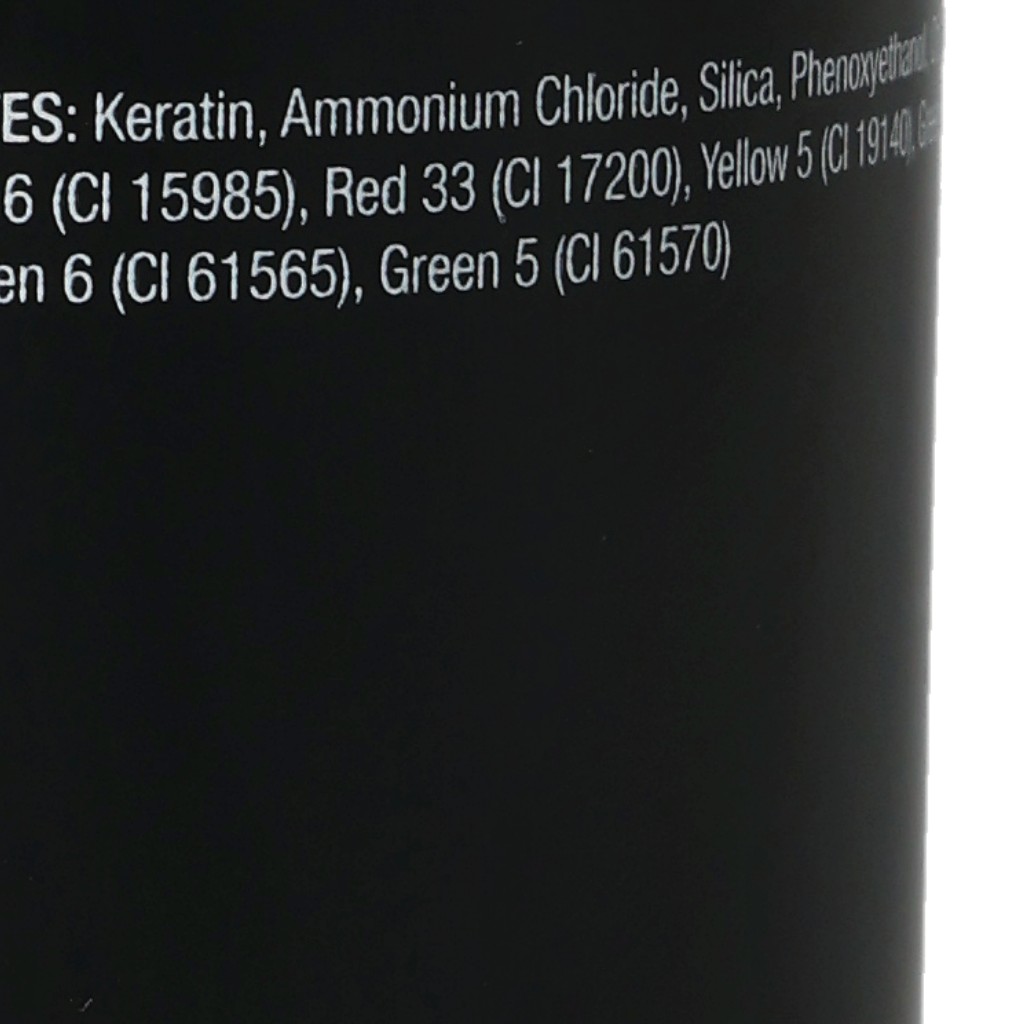 ES: Keratin, Ammonium Chloride, Silica, Phenoxyethanol,
6 (CI 15985), Red 33 (CI 17200), Yellow 5 (CI 19140),
en 6 (CI 61565), Green 5 (CI 61570)